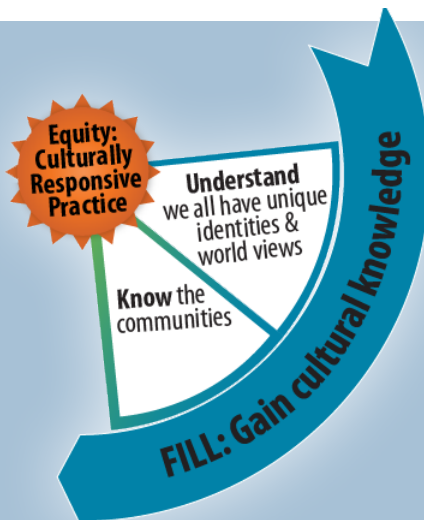 Equity:
Culturally
Responsive
Practice
Understand
we all have unique
identities &
world views
Know the
communities
FILL: Gain cultural knowledge